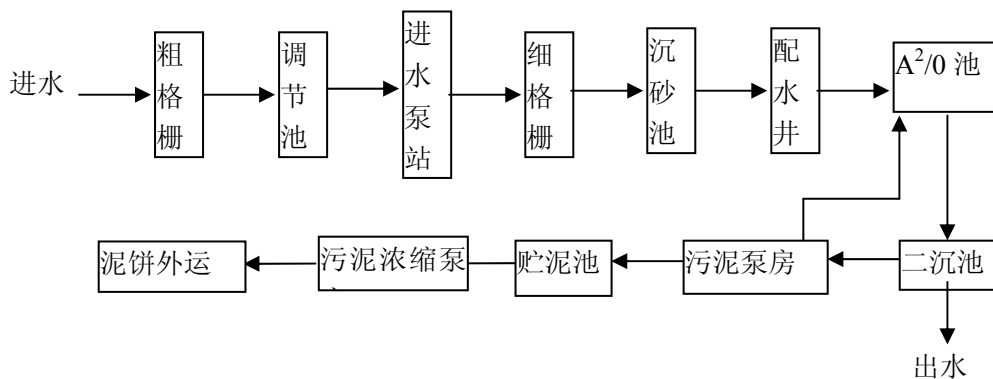 进水
粗格栅
调节池
进水泵站
细格栅
沉砂池
配水井
A²/0 池
泥饼外运
污泥浓缩泵
贮泥池
污泥泵房
二沉池
出水